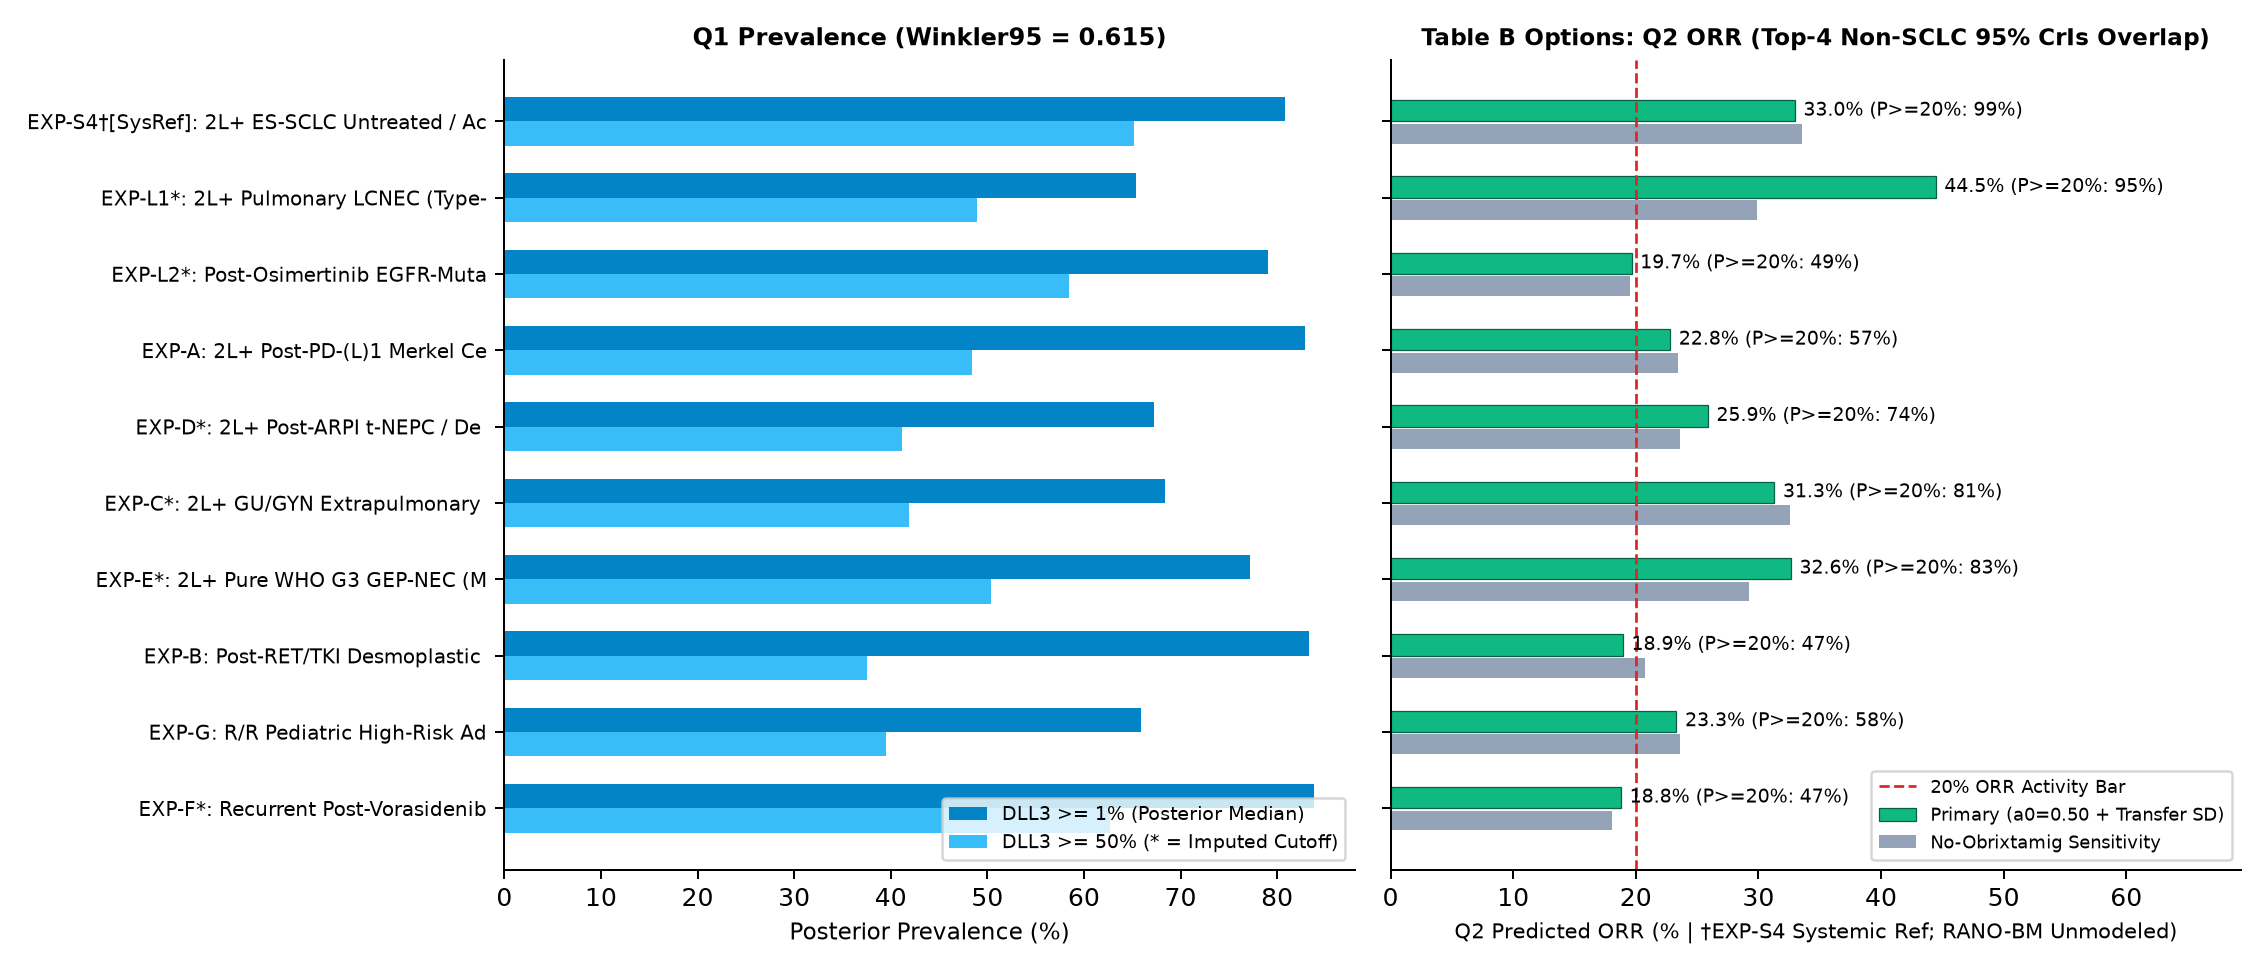 Q1 Prevalence (Winkler95 = 0.615)
EXP-S4†[SysRef]: 2L+ ES-SCLC Untreated / Ac
EXP-L1*: 2L+ Pulmonary LCNEC (Type-
EXP-L2*: Post-Osimertinib EGFR-Muta
EXP-A: 2L+ Post-PD-(L)1 Merkel Ce
EXP-D*: 2L+ Post-ARPI t-NEPC / De
EXP-C*: 2L+ GU/GYN Extrapulmonary
EXP-E*: 2L+ Pure WHO G3 GEP-NEC (M
EXP-B: Post-RET/TKI Desmoplastic
EXP-G: R/R Pediatric High-Risk Ad
EXP-F*: Recurrent Post-Vorasidenib
DLL3 >= 1% (Posterior Median)
DLL3 >= 50% (* = Imputed Cutoff)
0 10 20 30 40 50 60 70 80
Posterior Prevalence (%)
Table B Options: Q2 ORR (Top-4 Non-SCLC 95% CrIs Overlap)
33.0% (P>=20%: 99%)
44.5% (P>=20%: 95%)
19.7% (P>=20%: 49%)
22.8% (P>=20%: 57%)
25.9% (P>=20%: 74%)
31.3% (P>=20%: 81%)
32.6% (P>=20%: 83%)
18.9% (P>=20%: 47%)
23.3% (P>=20%: 58%)
18.8% (P>=20%: 47%)
20% ORR Activity Bar
Primary (a0=0.50 + Transfer SD)
No-Obrixtamig Sensitivity
0 10 20 30 40 50 60
Q2 Predicted ORR (% | †EXP-S4 Systemic Ref; RANO-BM Unmodeled)